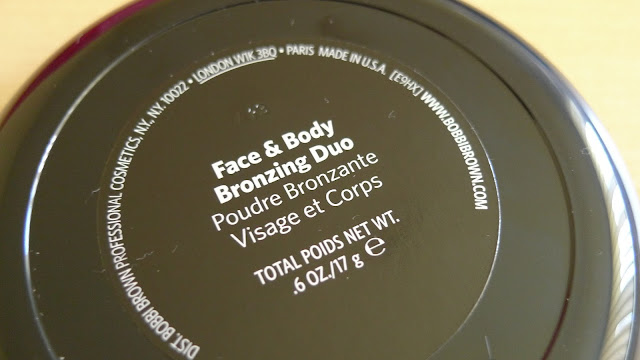 DIST. BOBBI BROWN PROFESSIONAL COSMETICS, NY, NY 10022 • LONDON W1K 3BQ • PARIS MADE IN U.S.A. [E9HX] WWW.BOBBIBROWN.COM
Face & Body
Bronzing Duo
Poudre Bronzante
Visage et Corps
TOTAL POIDS NET WT.
.6 OZ./17 g ℮